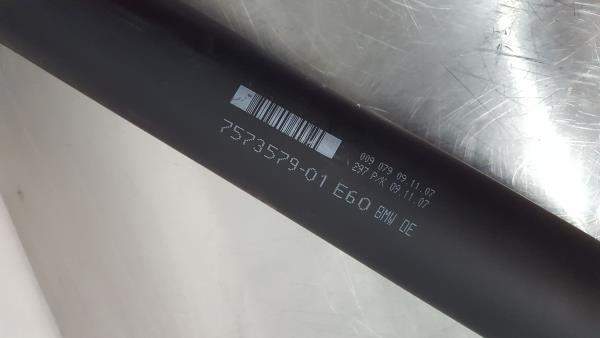 7573579-01 E60 BMW DE
009 079 09.11.07
297 P/K 09.11.07